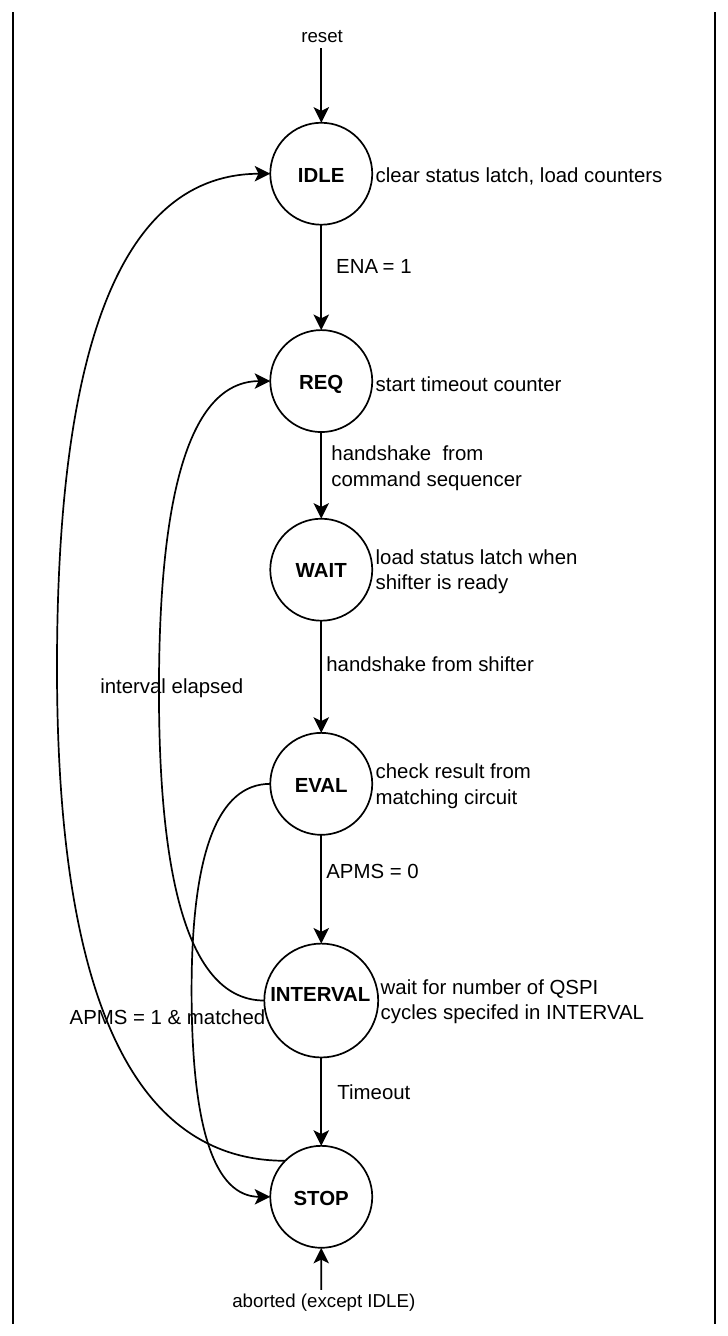 reset
IDLE
clear status latch, load counters
ENA = 1
REQ
start timeout counter
handshake  from
command sequencer
WAIT
load status latch when
shifter is ready
handshake from shifter
interval elapsed
EVAL
check result from
matching circuit
APMS = 0
INTERVAL
wait for number of QSPI
cycles specifed in INTERVAL
APMS = 1 & matched
Timeout
STOP
aborted (except IDLE)